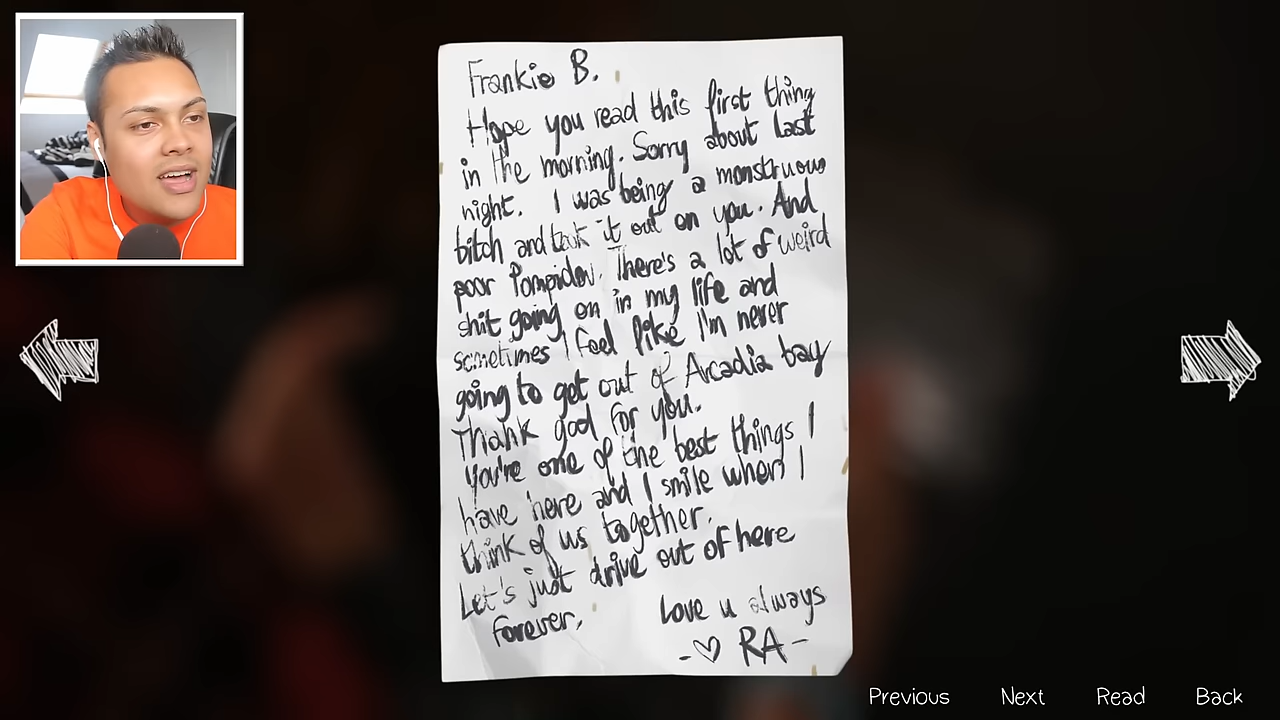 Frankie B.
Hope you read this first thing
in the morning. Sorry about last
night. I was being a monstruous
bitch and took it out on you. And
poor Pompidou. There's a lot of weird
shit going on in my life and
sometimes I feel like I'm never
going to get out of Arcadia bay
Thank god for you.
You're one of the best things I
have here and I smile when I
think of us together.
Let's just drive out of here
forever.
Love u always
-♡ RA-
Previous Next Read Back